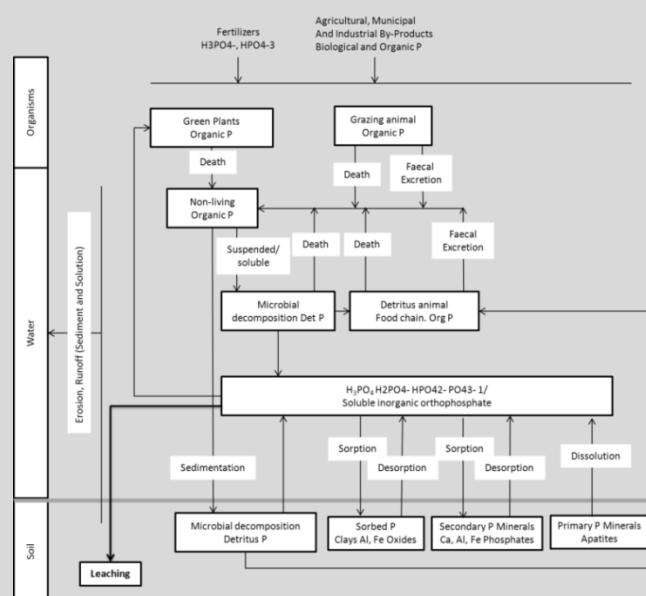 Fertilizers
H3PO4-, HPO4-3
Agricultural, Municipal
And Industrial By-Products
Biological and Organic P
Organisms
Green Plants
Organic P
Grazing animal
Organic P
Death
Death
Faecal
Excretion
Non-living
Organic P
Suspended/
soluble
Death
Death
Faecal
Excretion
Water
Erosion, Runoff (Sediment and Solution)
Microbial
decomposition Det P
Detritus animal
Food chain. Org P
H₃PO₄ H2PO4- HPO42- PO43- 1/
Soluble inorganic orthophosphate
Sedimentation
Sorption
Desorption
Sorption
Desorption
Dissolution
Soil
Microbial decomposition
Detritus P
Sorbed P
Clays Al, Fe Oxides
Secondary P Minerals
Ca, Al, Fe Phosphates
Primary P Minerals
Apatites
Leaching